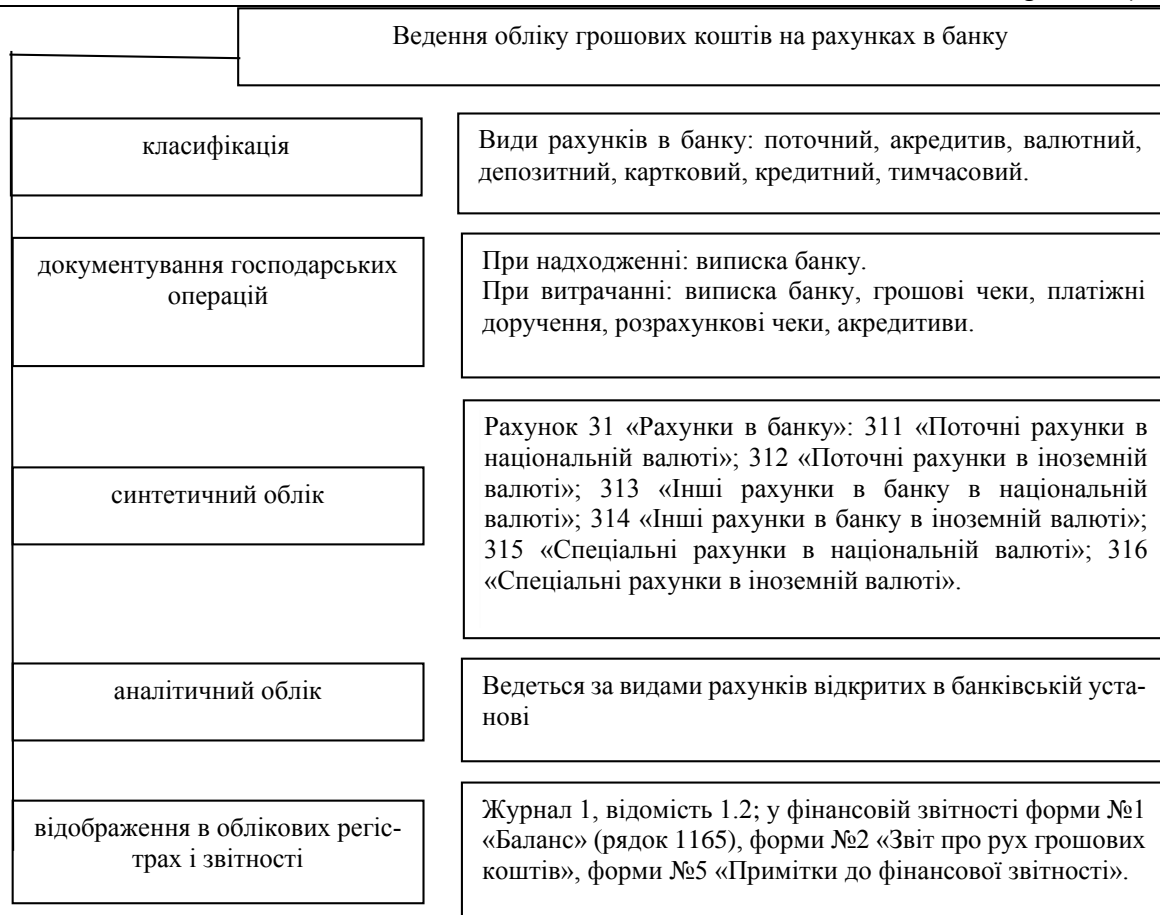 Ведення обліку грошових коштів на рахунках в банку
класифікація
Види рахунків в банку: поточний, акредитив, валютний,
депозитний, картковий, кредитний, тимчасовий.
документування господарських
операцій
При надходженні: виписка банку.
При витрачанні: виписка банку, грошові чеки, платіжні
доручення, розрахункові чеки, акредитиви.
синтетичний облік
Рахунок 31 «Рахунки в банку»: 311 «Поточні рахунки в
національній валюті»; 312 «Поточні рахунки в іноземній
валюті»; 313 «Інші рахунки в банку в національній
валюті»; 314 «Інші рахунки в банку в іноземній валюті»;
315 «Спеціальні рахунки в національній валюті»; 316
«Спеціальні рахунки в іноземній валюті».
аналітичний облік
Ведеться за видами рахунків відкритих в банківській уста-
нові
відображення в облікових регіс-
трах і звітності
Журнал 1, відомість 1.2; у фінансовій звітності форми №1
«Баланс» (рядок 1165), форми №2 «Звіт про рух грошових
коштів», форми №5 «Примітки до фінансової звітності».